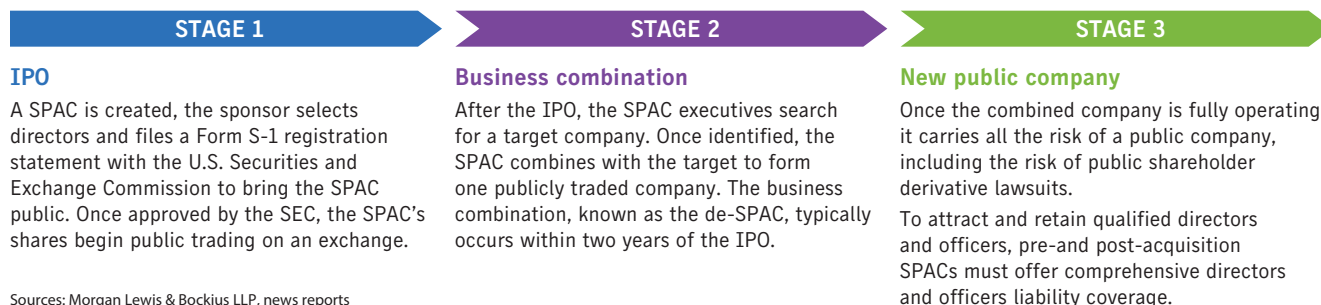 STAGE 1
IPO
A SPAC is created, the sponsor selects
directors and files a Form S-1 registration
statement with the U.S. Securities and
Exchange Commission to bring the SPAC
public. Once approved by the SEC, the SPAC's
shares begin public trading on an exchange.
STAGE 2
Business combination
After the IPO, the SPAC executives search
for a target company. Once identified, the
SPAC combines with the target to form
one publicly traded company. The business
combination, known as the de-SPAC, typically
occurs within two years of the IPO.
STAGE 3
New public company
Once the combined company is fully operating
it carries all the risk of a public company,
including the risk of public shareholder
derivative lawsuits.
To attract and retain qualified directors
and officers, pre-and post-acquisition
SPACs must offer comprehensive directors
and officers liability coverage.
Sources: Morgan Lewis & Bockius LLP, news reports